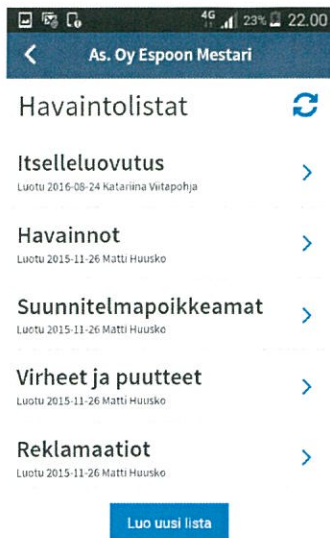 4G 23% 22.00
As. Oy Espoon Mestari
Havaintolistat
Itselleluovutus
Luotu 2016-08-24 Katariina Viitapohja
Havainnot
Luotu 2015-11-26 Matti Huusko
Suunnitelmapoikkeamat
Luotu 2015-11-26 Matti Huusko
Virheet ja puutteet
Luotu 2015-11-26 Matti Huusko
Reklamaatiot
Luotu 2015-11-26 Matti Huusko
Luo uusi lista